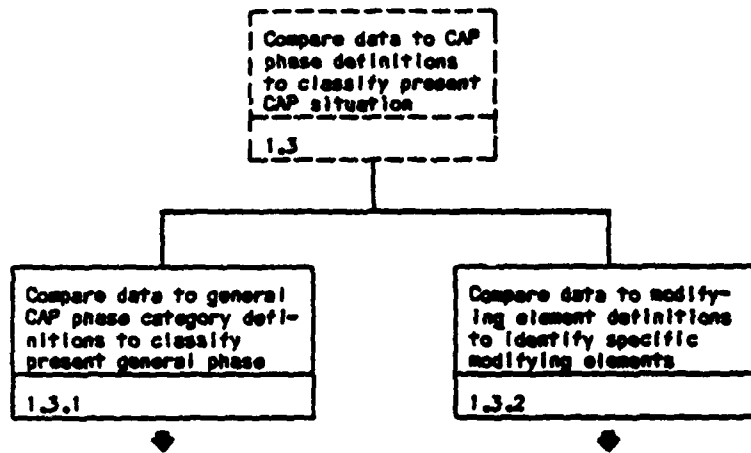 Compare data to CAP
phase definitions
to classify present
CAP situation
1.3
Compare data to general
CAP phase category defi-
nitions to classify
present general phase
1.3.1
Compare data to modify-
ing element definitions
to identify specific
modifying elements
1.3.2